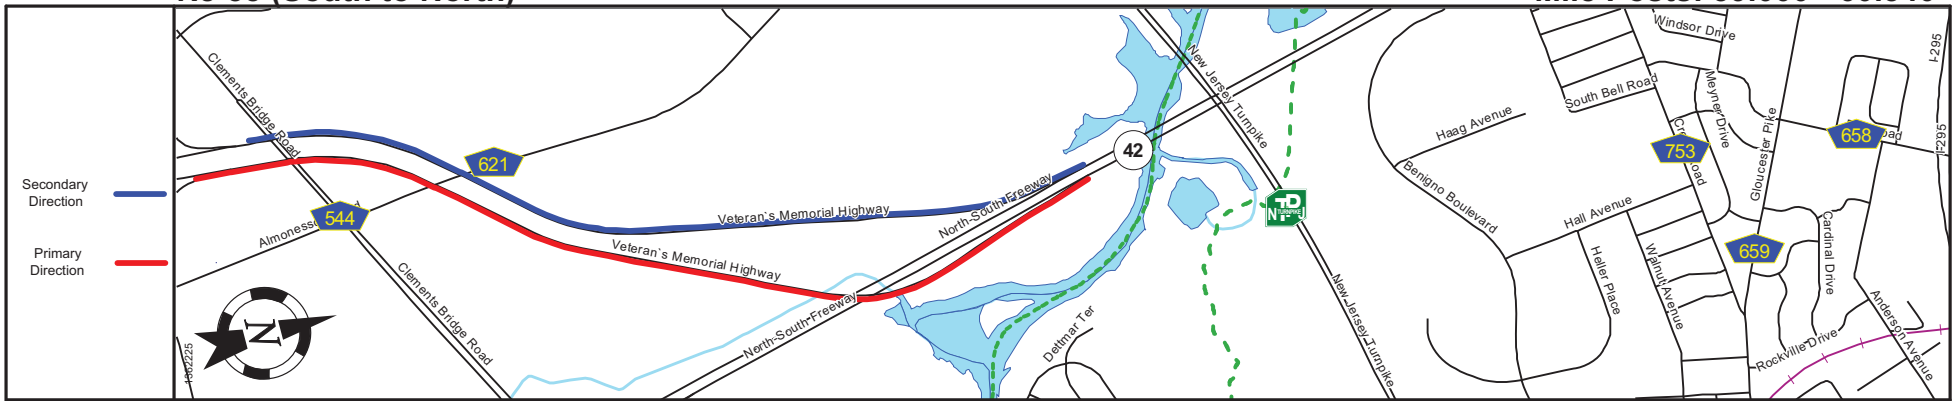 Secondary
Direction
Primary
Direction
Clements Bridge Road
621
544
Clements Bridge Road
Veteran`s Memorial Highway
Veteran`s Memorial Highway
North-South Freeway
North-South Freeway
42
New Jersey Turnpike
New Jersey Turnpike
TURNPIKE
Dettmar Ter
Windsor Drive
South Bell Road
Haag Avenue
Meyner Drive
Gloucester Pike
I-295
I-295
658
753
Benigno Boulevard
Hall Avenue
659
Heller Place
Walnut Avenue
Cardinal Drive
Anderson Avenue
Rockville Drive
N
1362225